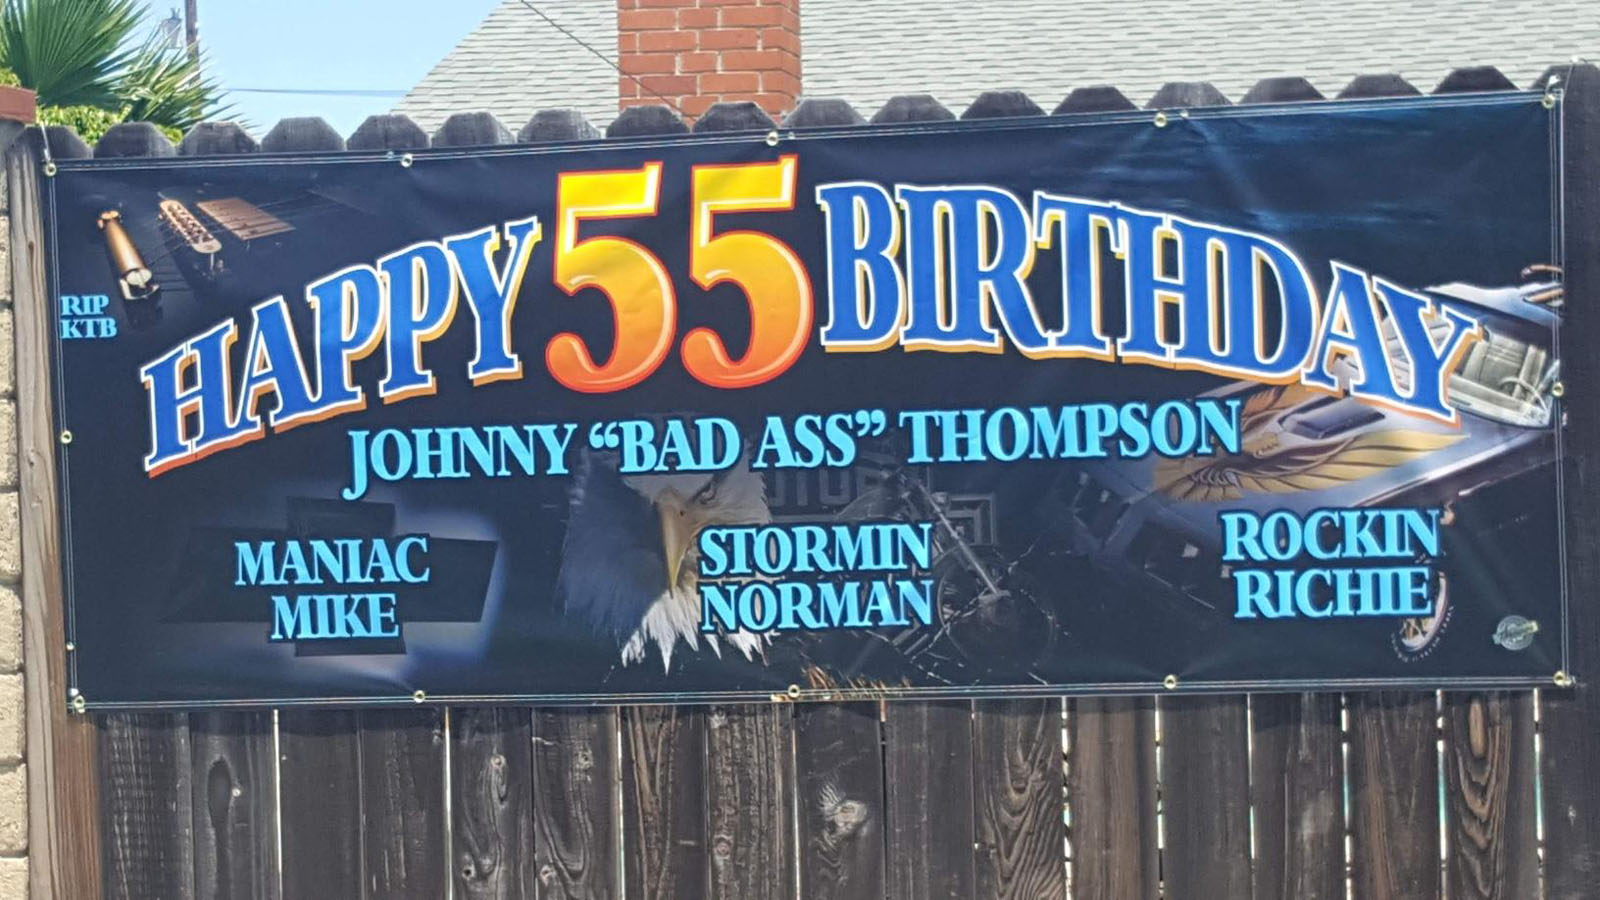 HAPPY 55 BIRTHDAY
RIP
KTB
JOHNNY “BAD ASS” THOMPSON
MANIAC
MIKE
STORMIN
NORMAN
ROCKIN
RICHIE